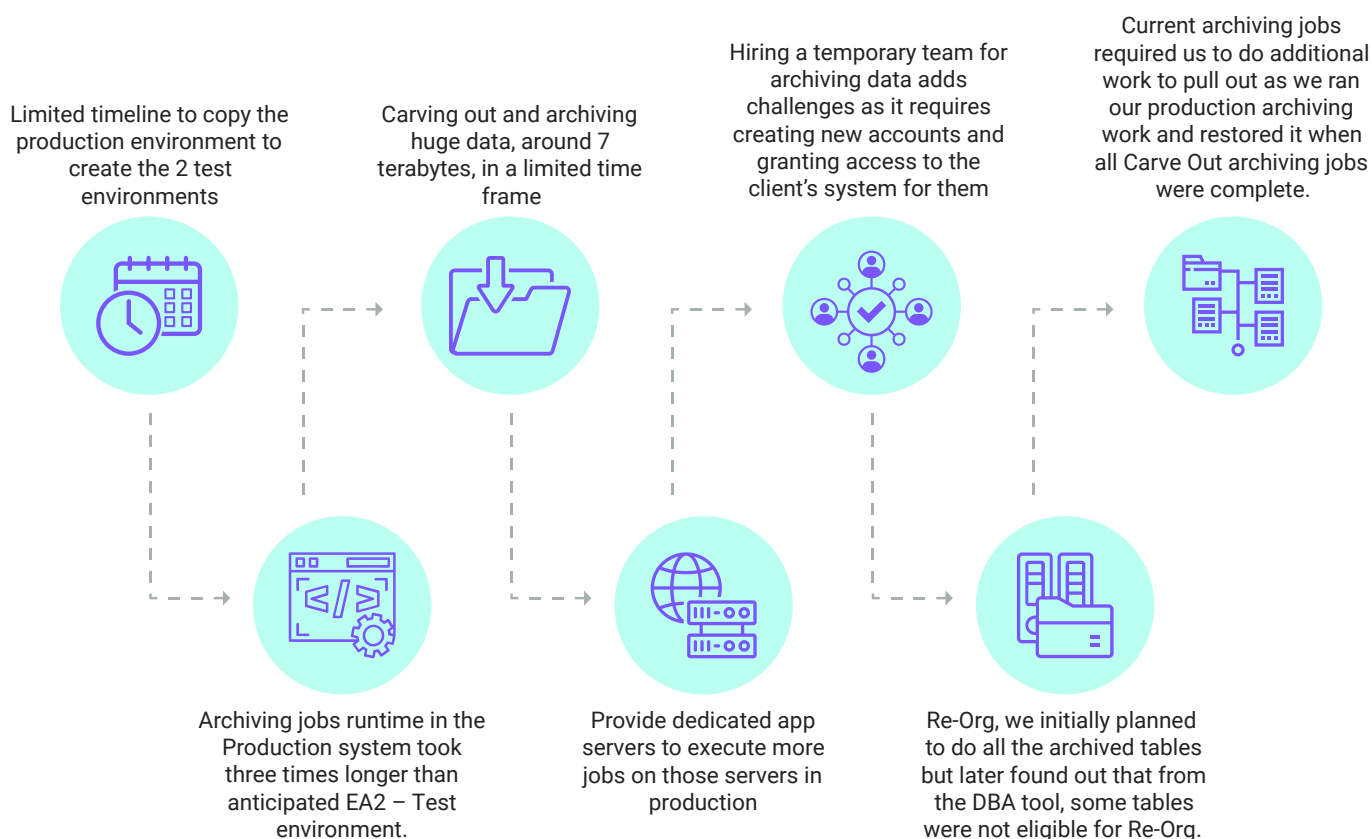 Limited timeline to copy the
production environment to
create the 2 test
environments
Archiving jobs runtime in the
Production system took
three times longer than
anticipated EA2 – Test
environment.
Carving out and archiving
huge data, around 7
terabytes, in a limited time
frame
Provide dedicated app
servers to execute more
jobs on those servers in
production
Hiring a temporary team for
archiving data adds
challenges as it requires
creating new accounts and
granting access to the
client’s system for them
Re-Org, we initially planned
to do all the archived tables
but later found out that from
the DBA tool, some tables
were not eligible for Re-Org.
Current archiving jobs
required us to do additional
work to pull out as we ran
our production archiving
work and restored it when
all Carve Out archiving jobs
were complete.